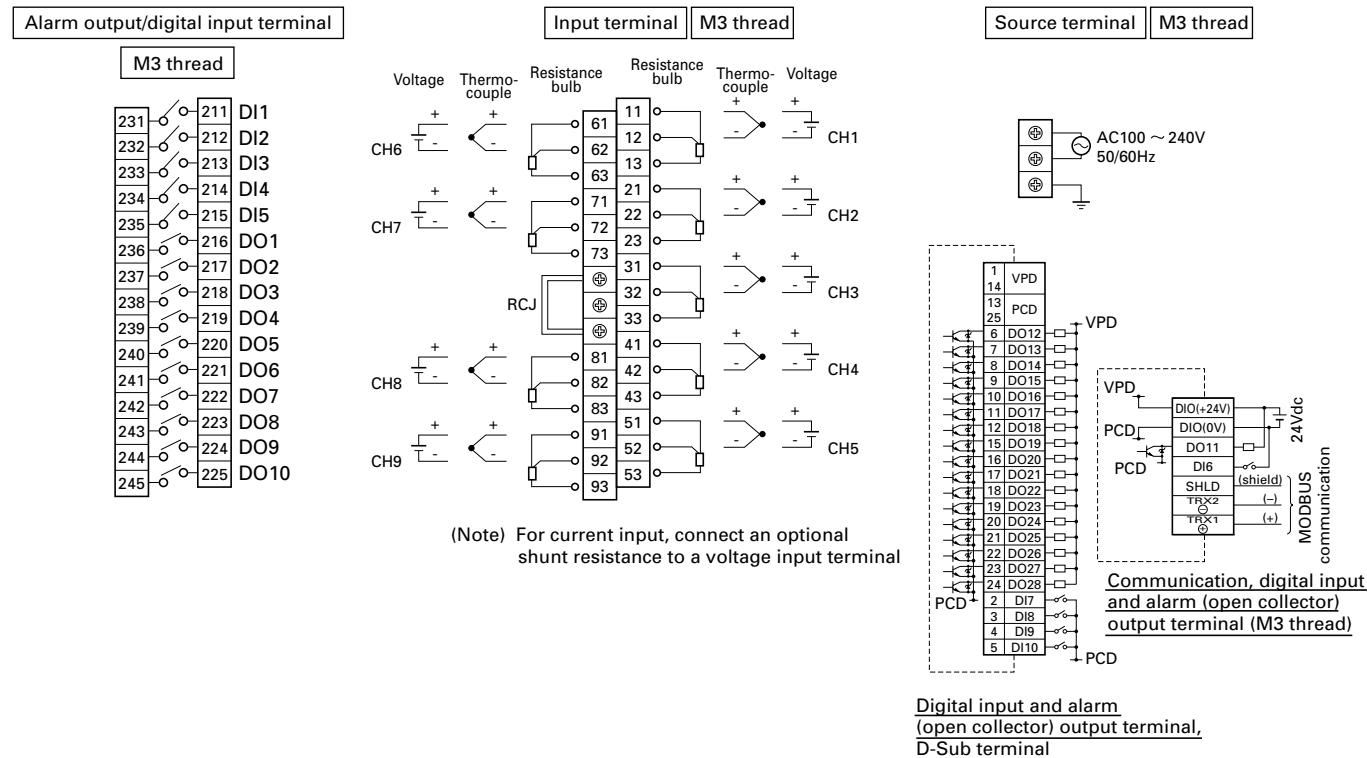 Alarm output/digital input terminal
M3 thread
231
232
233
234
235
236
237
238
239
240
241
242
243
244
245
211 DI1
212 DI2
213 DI3
214 DI4
215 DI5
216 DO1
217 DO2
218 DO3
219 DO4
220 DO5
221 DO6
222 DO7
223 DO8
224 DO9
225 DO10
Input terminal M3 thread
Voltage
Thermo-
couple
Resistance
bulb
Resistance
bulb
Thermo-
couple
Voltage
+ +
- -
CH6
+ +
- -
CH7
RCJ
+ +
- -
CH8
+ +
- -
CH9
61
62
63
71
72
73
81
82
83
91
92
93
11
12
13
21
22
23
31
32
33
41
42
43
51
52
53
+ +
- -
CH1
+ +
- -
CH2
+ +
- -
CH3
+ +
- -
CH4
+ +
- -
CH5
(Note) For current input, connect an optional
shunt resistance to a voltage input terminal
Source terminal M3 thread
AC100 ~ 240V
50/60Hz
1
14
VPD
13
25
PCD
6 DO12
7 DO13
8 DO14
9 DO15
10 DO16
11 DO17
12 DO18
15 DO19
16 DO20
17 DO21
18 DO22
19 DO23
20 DO24
21 DO25
22 DO26
23 DO27
24 DO28
2 DI7
3 DI8
4 DI9
5 DI10
VPD
PCD
PCD
Digital input and alarm
(open collector) output terminal,
D-Sub terminal
VPD
PCD
PCD
DIO(+24V)
DIO(0V)
DO11
DI6
SHLD
TRX2
⊖
TRX1
⊕
24Vdc
(shield)
(–)
(+)
MODBUS
communication
Communication, digital input
and alarm (open collector)
output terminal (M3 thread)